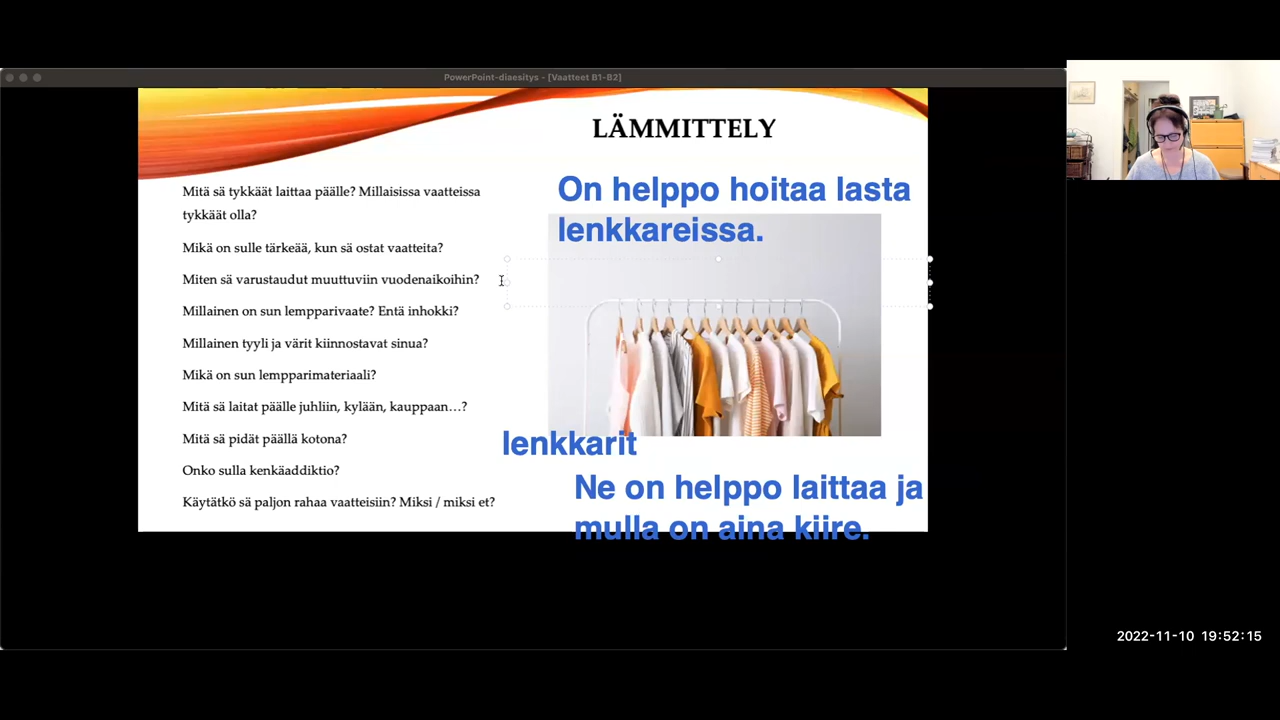 PowerPoint-diaesitys - [Vaatteet B1-B2]
LÄMMITTELY
Mitä sä tykkäät laittaa päälle? Millaisissa vaatteissa
tykkäät olla?
Mikä on sulle tärkeää, kun sä ostat vaatteita?
Miten sä varustaudut muuttuviin vuodenaikoihin?
Millainen on sun lempparivaate? Entä inhokki?
Millainen tyyli ja värit kiinnostavat sinua?
Mikä on sun lempparimateriaali?
Mitä sä laitat päälle juhliin, kylään, kauppaan…?
Mitä sä pidät päällä kotona?
Onko sulla kenkäaddiktio?
Käytätkö sä paljon rahaa vaatteisiin? Miksi / miksi et?
On helppo hoitaa lasta
lenkkareissa.
lenkkarit
Ne on helppo laittaa ja
mulla on aina kiire.
2022-11-10 19:52:15